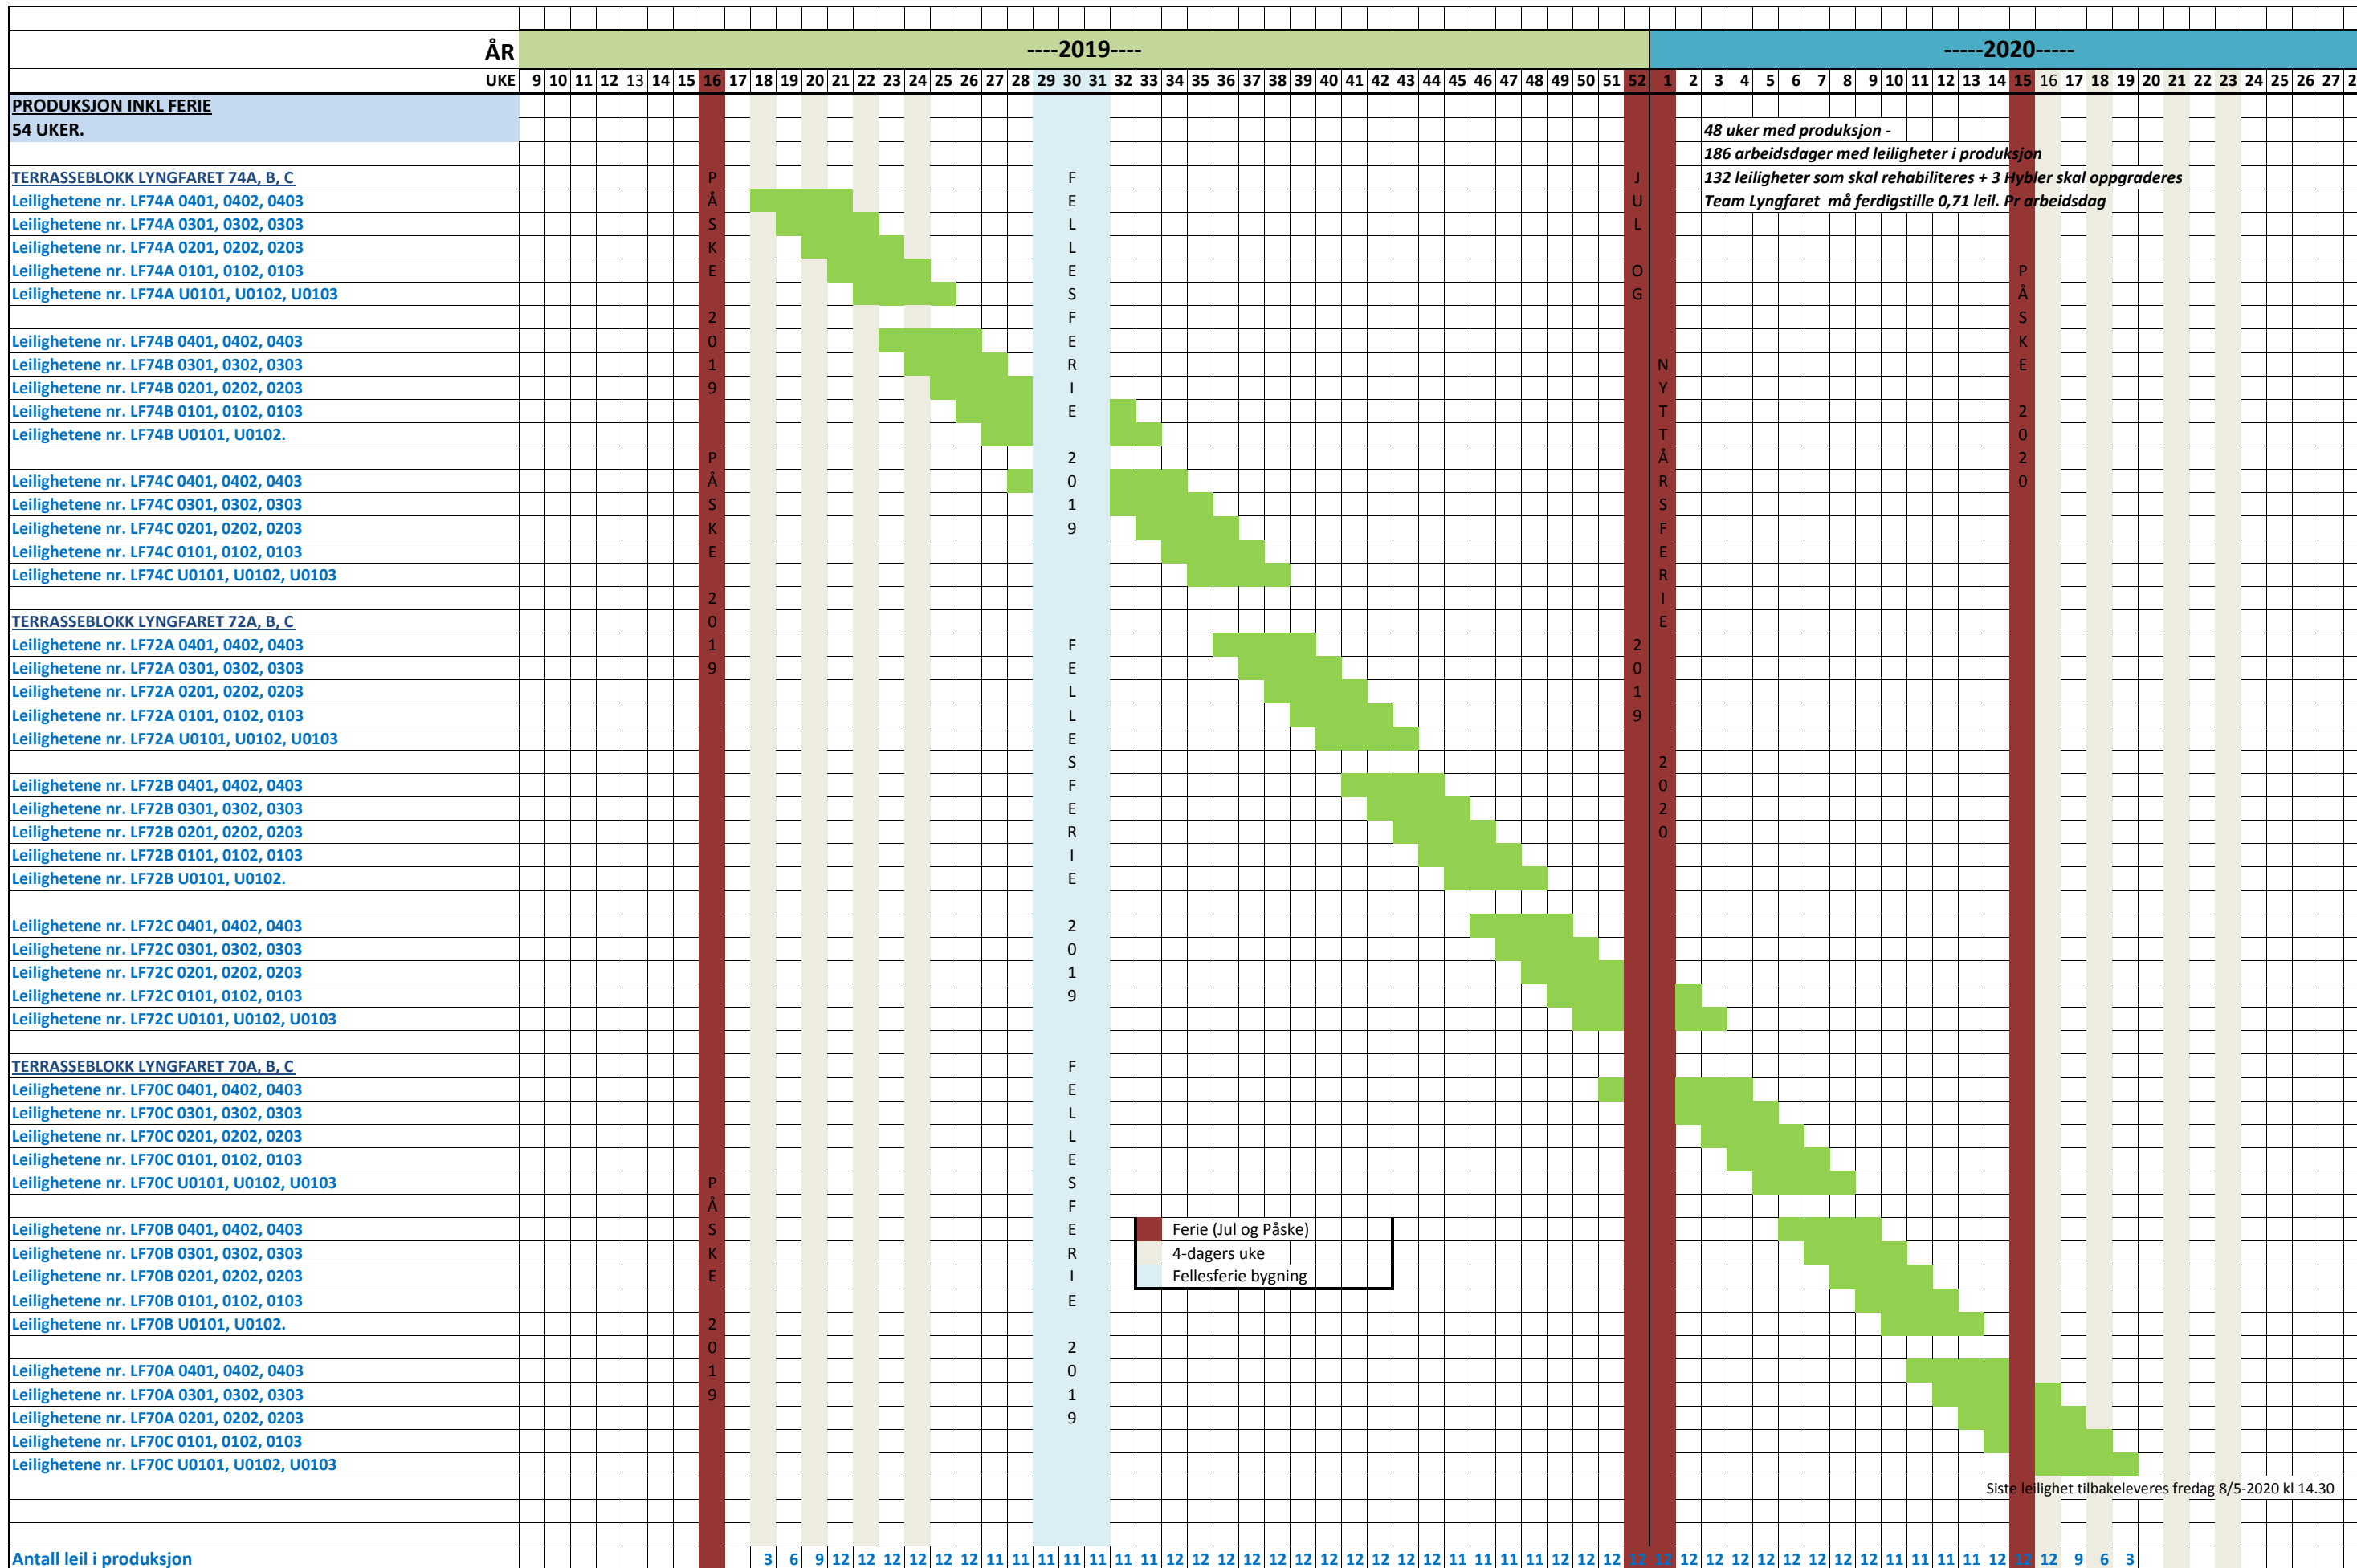 ÅR ----2019---- -----2020-----
UKE 9 10 11 12 13 14 15 16 17 18 19 20 21 22 23 24 25 26 27 28 29 30 31 32 33 34 35 36 37 38 39 40 41 42 43 44 45 46 47 48 49 50 51 52 1 2 3 4 5 6 7 8 9 10 11 12 13 14 15 16 17 18 19 20 21 22 23 24 25 26 27 2
PRODUKSJON INKL FERIE
54 UKER.
48 uker med produksjon -
186 arbeidsdager med leiligheter i produksjon
132 leiligheter som skal rehabiliteres + 3 Hybler skal oppgraderes
Team Lyngfaret må ferdigstille 0,71 leil. Pr arbeidsdag
TERRASSEBLOKK LYNGFARET 74A, B, C
Leilighetene nr. LF74A 0401, 0402, 0403
Leilighetene nr. LF74A 0301, 0302, 0303
Leilighetene nr. LF74A 0201, 0202, 0203
Leilighetene nr. LF74A 0101, 0102, 0103
Leilighetene nr. LF74A U0101, U0102, U0103
Leilighetene nr. LF74B 0401, 0402, 0403
Leilighetene nr. LF74B 0301, 0302, 0303
Leilighetene nr. LF74B 0201, 0202, 0203
Leilighetene nr. LF74B 0101, 0102, 0103
Leilighetene nr. LF74B U0101, U0102.
Leilighetene nr. LF74C 0401, 0402, 0403
Leilighetene nr. LF74C 0301, 0302, 0303
Leilighetene nr. LF74C 0201, 0202, 0203
Leilighetene nr. LF74C 0101, 0102, 0103
Leilighetene nr. LF74C U0101, U0102, U0103
TERRASSEBLOKK LYNGFARET 72A, B, C
Leilighetene nr. LF72A 0401, 0402, 0403
Leilighetene nr. LF72A 0301, 0302, 0303
Leilighetene nr. LF72A 0201, 0202, 0203
Leilighetene nr. LF72A 0101, 0102, 0103
Leilighetene nr. LF72A U0101, U0102, U0103
Leilighetene nr. LF72B 0401, 0402, 0403
Leilighetene nr. LF72B 0301, 0302, 0303
Leilighetene nr. LF72B 0201, 0202, 0203
Leilighetene nr. LF72B 0101, 0102, 0103
Leilighetene nr. LF72B U0101, U0102.
Leilighetene nr. LF72C 0401, 0402, 0403
Leilighetene nr. LF72C 0301, 0302, 0303
Leilighetene nr. LF72C 0201, 0202, 0203
Leilighetene nr. LF72C 0101, 0102, 0103
Leilighetene nr. LF72C U0101, U0102, U0103
TERRASSEBLOKK LYNGFARET 70A, B, C
Leilighetene nr. LF70C 0401, 0402, 0403
Leilighetene nr. LF70C 0301, 0302, 0303
Leilighetene nr. LF70C 0201, 0202, 0203
Leilighetene nr. LF70C 0101, 0102, 0103
Leilighetene nr. LF70C U0101, U0102, U0103
Leilighetene nr. LF70B 0401, 0402, 0403
Leilighetene nr. LF70B 0301, 0302, 0303
Leilighetene nr. LF70B 0201, 0202, 0203
Leilighetene nr. LF70B 0101, 0102, 0103
Leilighetene nr. LF70B U0101, U0102.
Leilighetene nr. LF70A 0401, 0402, 0403
Leilighetene nr. LF70A 0301, 0302, 0303
Leilighetene nr. LF70A 0201, 0202, 0203
Leilighetene nr. LF70C 0101, 0102, 0103
Leilighetene nr. LF70C U0101, U0102, U0103
PÅSKE 2019 PÅSKE 2019
PÅSKE 2019
FELLESFERIE 2019
FELLESFERIE 2019
FELLESFERIE 2019
JUL OG
2019
NYTTÅRSFERIE
2020
PÅSKE 2020
Ferie (Jul og Påske)
4-dagers uke
Fellesferie bygning
Siste leilighet tilbakeleveres fredag 8/5-2020 kl 14.30
Antall leil i produksjon 3 6 9 12 12 12 12 12 12 11 11 11 11 11 11 11 12 12 12 12 12 12 12 12 12 12 12 11 11 11 11 11 12 12 12 12 12 12 12 12 12 12 12 12 11 11 11 11 12 12 12 9 6 3